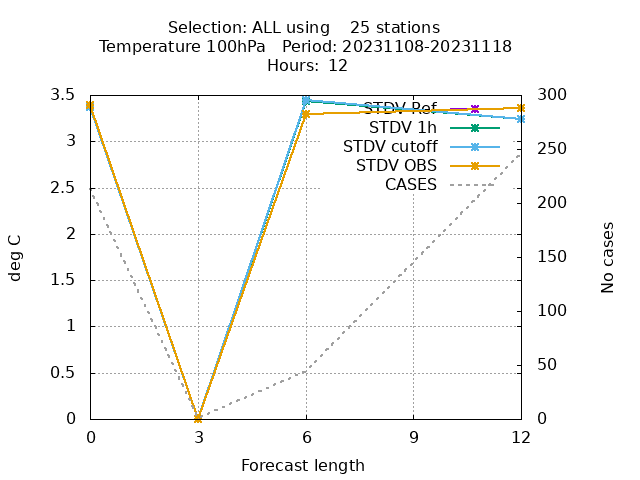 Selection: ALL using    25 stations
Temperature 100hPa   Period: 20231108-20231118
Hours: 12
3.5
3
2.5
2
1.5
1
0.5
0
deg C
300
250
200
150
100
50
0
No cases
STDV Ref
STDV 1h
STDV cutoff
STDV OBS
CASES
0 3 6 9 12
Forecast length